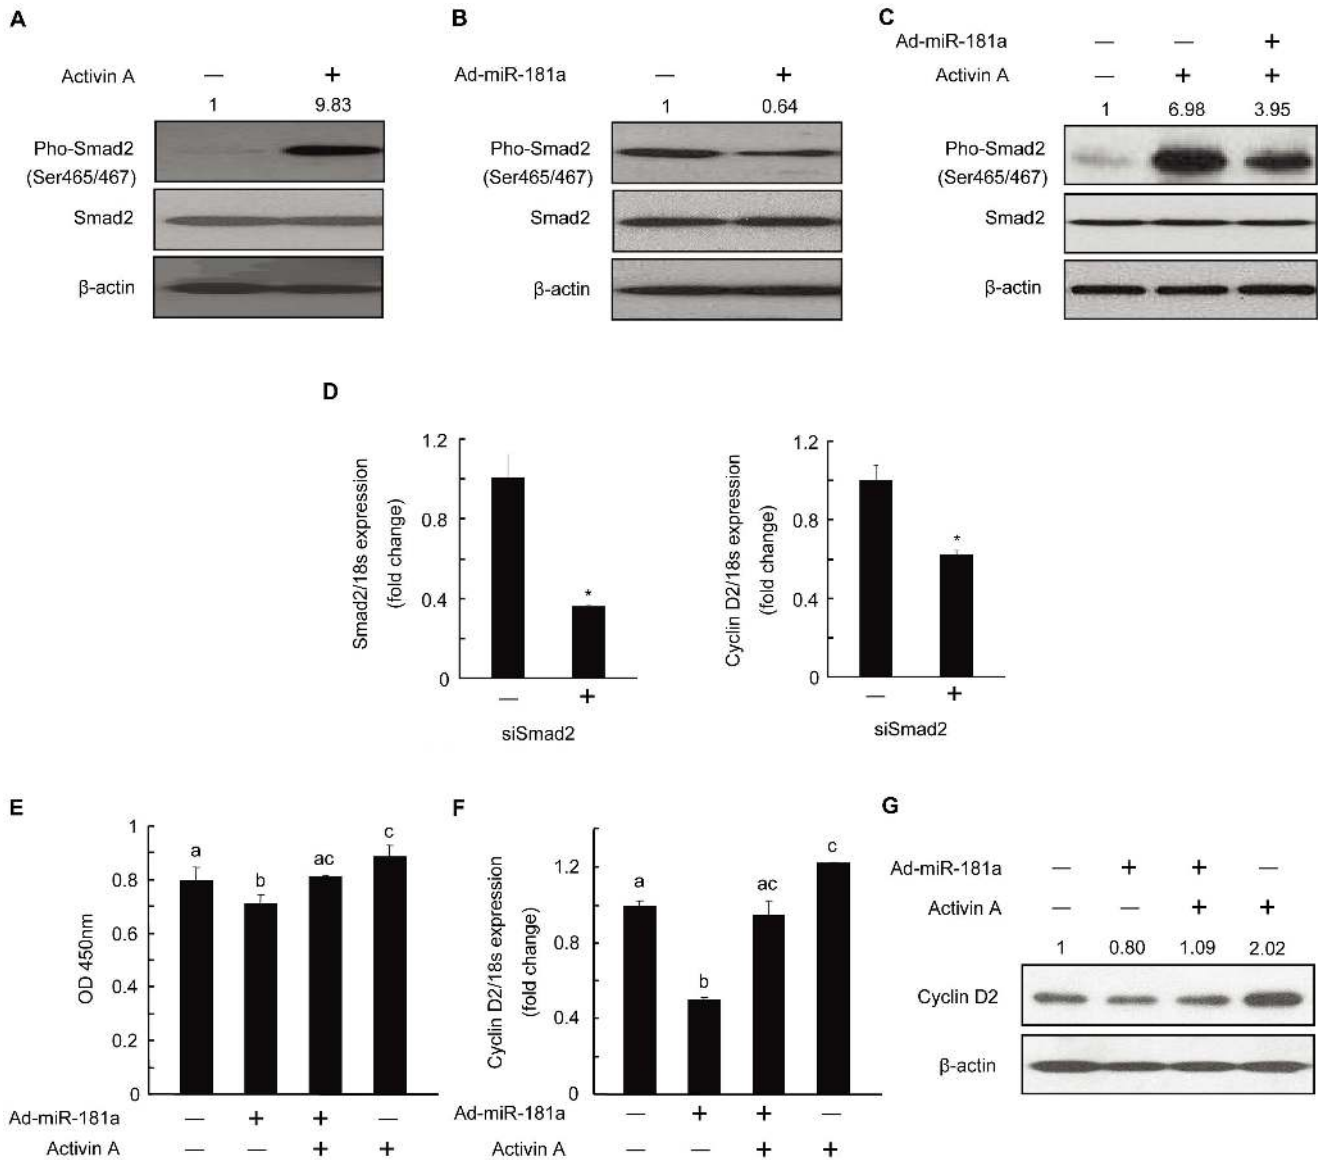 A
Activin A — +
1 9.83
Pho-Smad2
(Ser465/467)
Smad2
β-actin
B
Ad-miR-181a — +
1 0.64
Pho-Smad2
(Ser465/467)
Smad2
β-actin
C
Ad-miR-181a — — +
Activin A — + +
1 6.98 3.95
Pho-Smad2
(Ser465/467)
Smad2
β-actin
D
Smad2/18s expression
(fold change)
1.2
0.8
0.4
0
*
— +
siSmad2
Cyclin D2/18s expression
(fold change)
1.2
0.8
0.4
0
*
— +
siSmad2
E
OD 450nm
1
0.8
0.6
0.4
0.2
0
a b ac c
Ad-miR-181a — + + —
Activin A — — + +
F
Cyclin D2/18s expression
(fold change)
1.2
0.8
0.4
0
a b ac c
Ad-miR-181a — + + —
Activin A — — + +
G
Ad-miR-181a — + + —
Activin A — — + +
1 0.80 1.09 2.02
Cyclin D2
β-actin